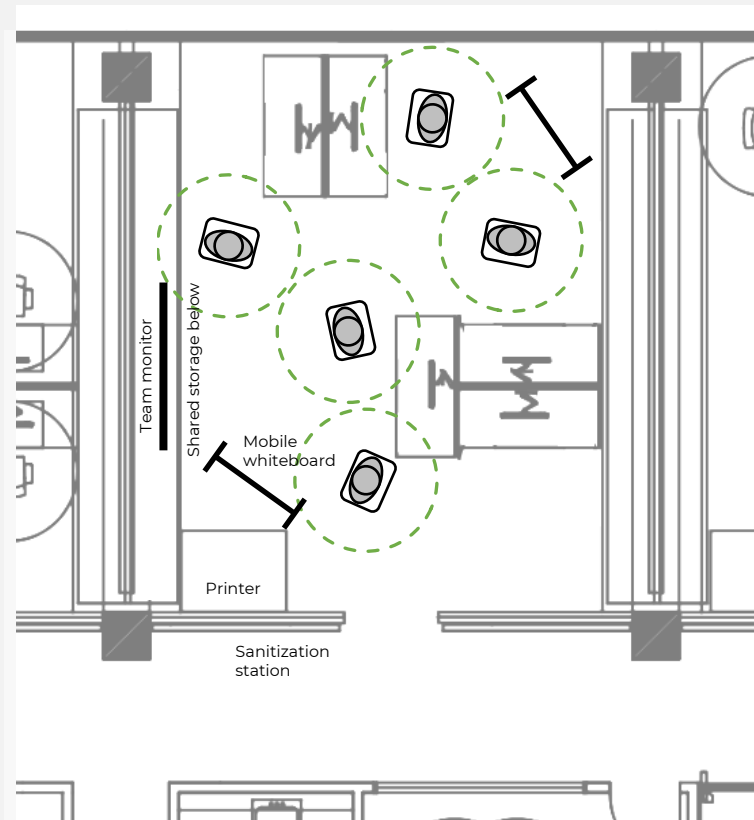 Team monitor
Shared storage below
Mobile
whiteboard
Printer
Sanitization
station